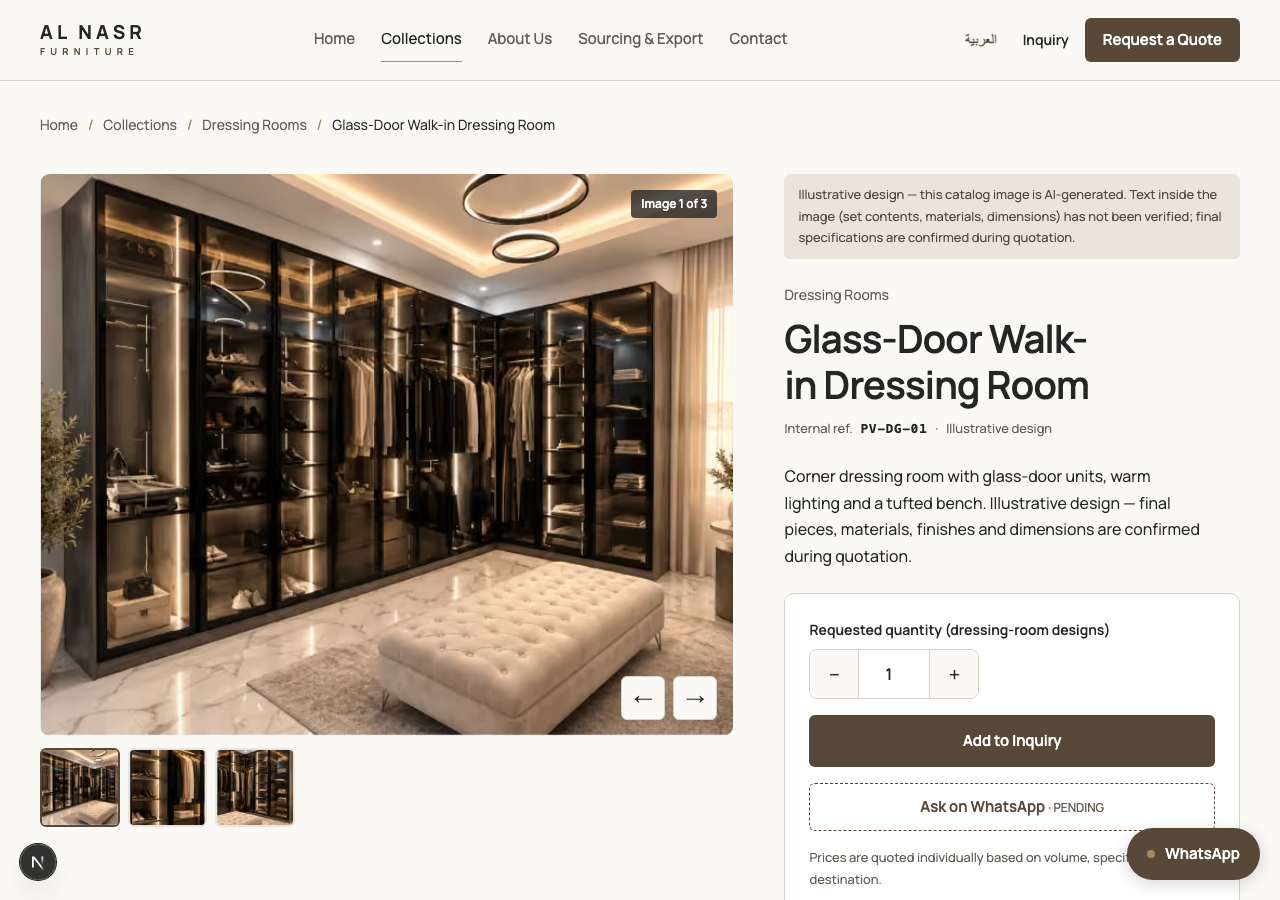 AL NASR
FURNITURE
Home
Collections
About Us
Sourcing & Export
Contact
العربية
Inquiry
Request a Quote
Home / Collections / Dressing Rooms / Glass-Door Walk-in Dressing Room
Image 1 of 3
←
→
Illustrative design — this catalog image is AI-generated. Text inside the
image (set contents, materials, dimensions) has not been verified; final
specifications are confirmed during quotation.
Dressing Rooms
Glass-Door Walk-
in Dressing Room
Internal ref. PV-DG-01 · Illustrative design
Corner dressing room with glass-door units, warm
lighting and a tufted bench. Illustrative design — final
pieces, materials, finishes and dimensions are confirmed
during quotation.
Requested quantity (dressing-room designs)
− 1 +
Add to Inquiry
Ask on WhatsApp · PENDING
Prices are quoted individually based on volume,
destination.
WhatsApp
N